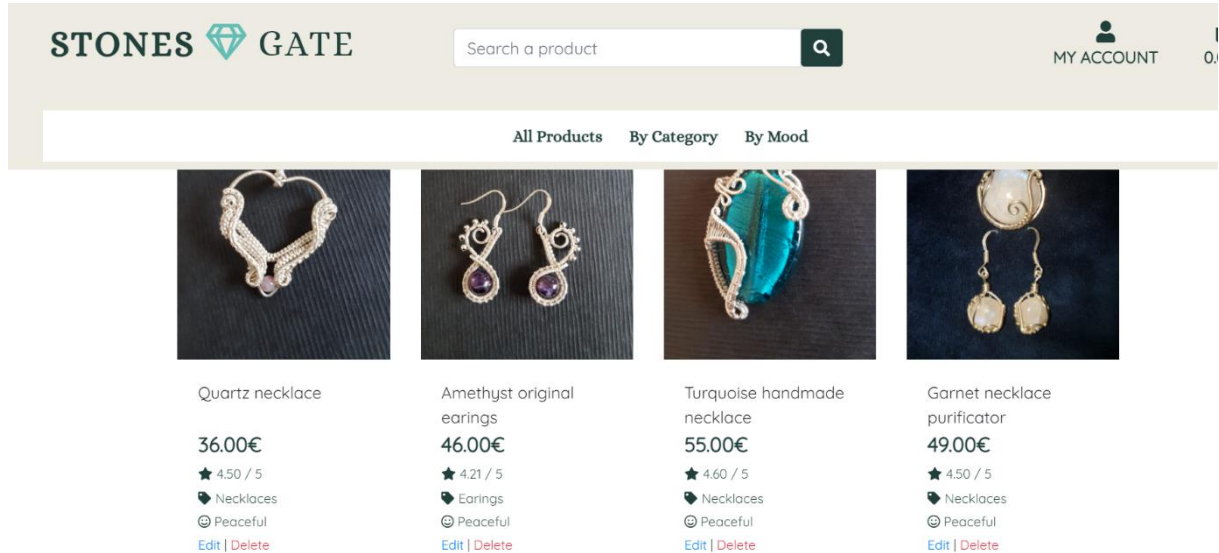 STONES GATE
Search a product
MY ACCOUNT
All Products By Category By Mood
Quartz necklace
36.00€
4.50 / 5
Necklaces
Peaceful
Edit | Delete
Amethyst original
earings
46.00€
4.21 / 5
Earings
Peaceful
Edit | Delete
Turquoise handmade
necklace
55.00€
4.60 / 5
Necklaces
Peaceful
Edit | Delete
Garnet necklace
purificator
49.00€
4.50 / 5
Necklaces
Peaceful
Edit | Delete